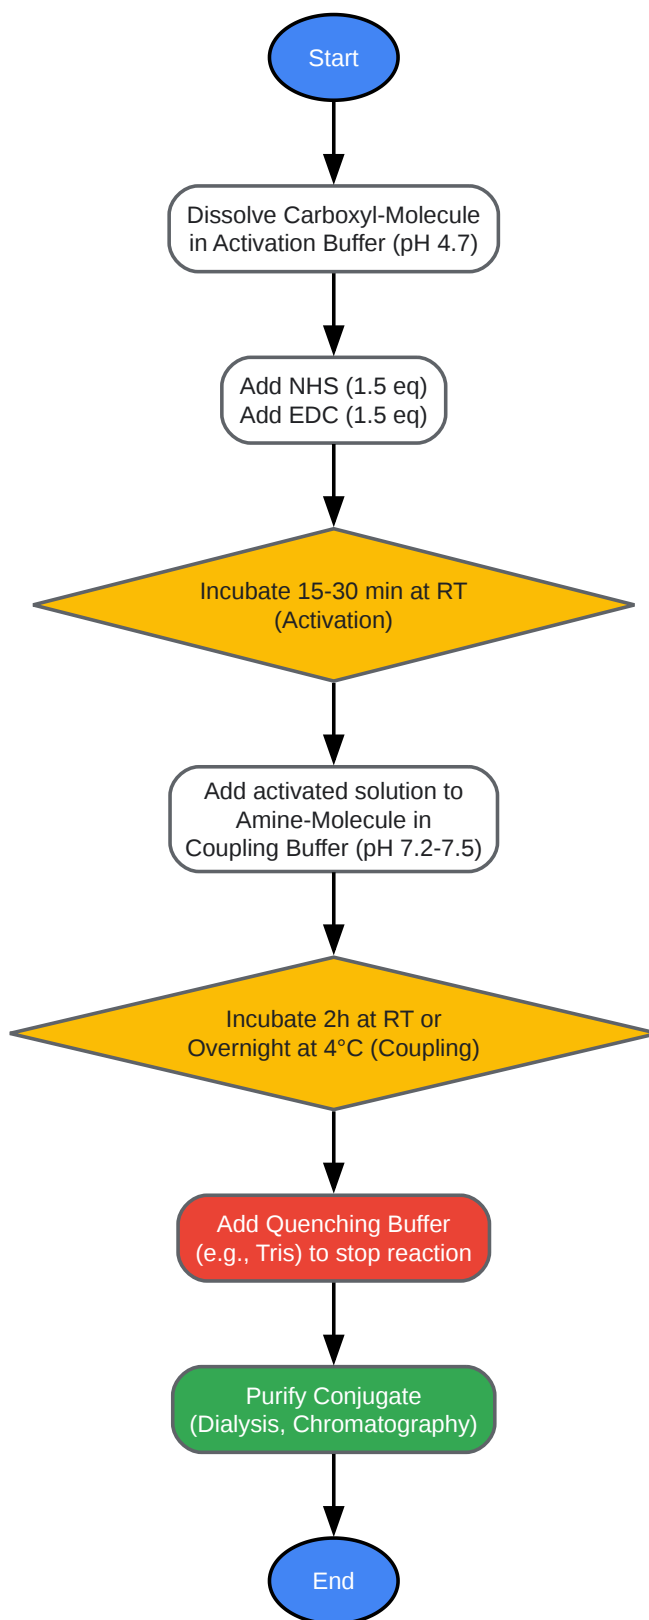 Start
Dissolve Carboxyl-Molecule
in Activation Buffer (pH 4.7)
Add NHS (1.5 eq)
Add EDC (1.5 eq)
Incubate 15-30 min at RT
(Activation)
Add activated solution to
Amine-Molecule in
Coupling Buffer (pH 7.2-7.5)
Incubate 2h at RT or
Overnight at 4°C (Coupling)
Add Quenching Buffer
(e.g., Tris) to stop reaction
Purify Conjugate
(Dialysis, Chromatography)
End